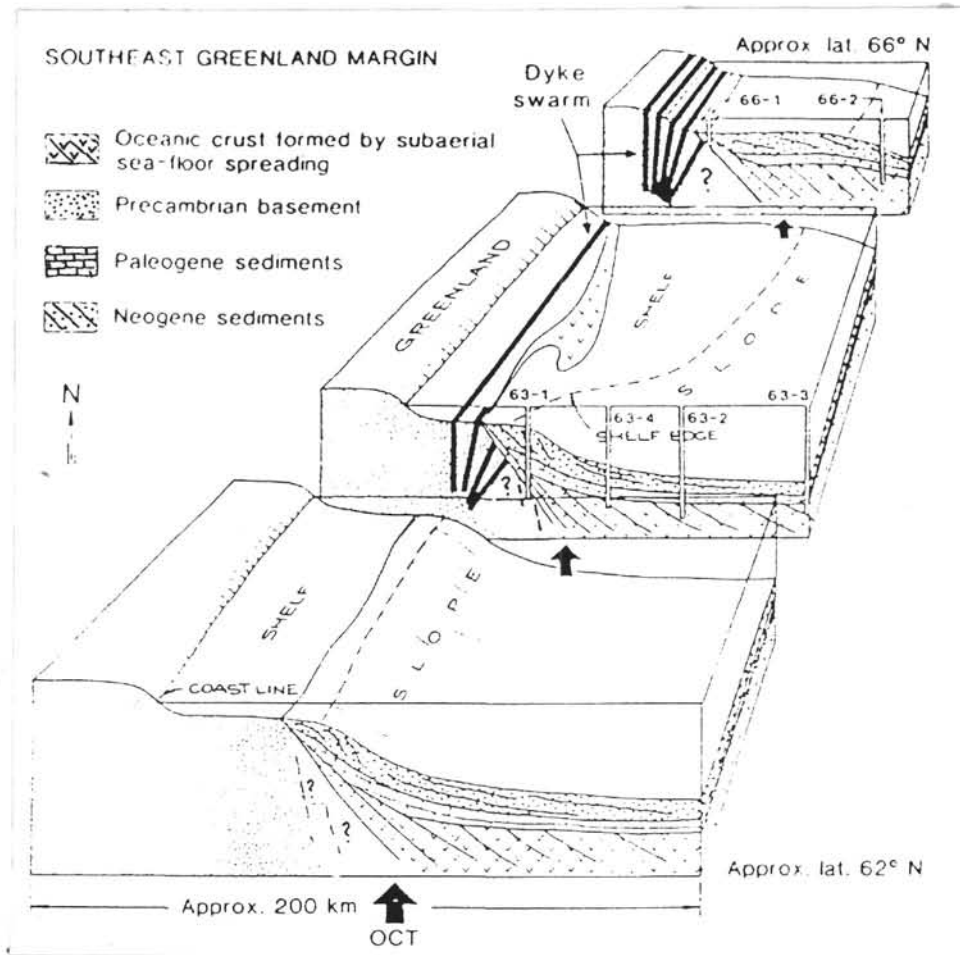 SOUTHEAST GREENLAND MARGIN
Approx. lat. 66° N
Dyke
swarm
66-1
66-2
Oceanic crust formed by subaerial
sea-floor spreading
Precambrian basement
Paleogene sediments
Neogene sediments
?
N
GREENLAND
SHELF
SLOPE
63-1
63-4
63-2
63-3
SHELF EDGE
?
SHELF
SLOPE
COAST LINE
?
?
Approx. lat. 62° N
Approx. 200 km
OCT